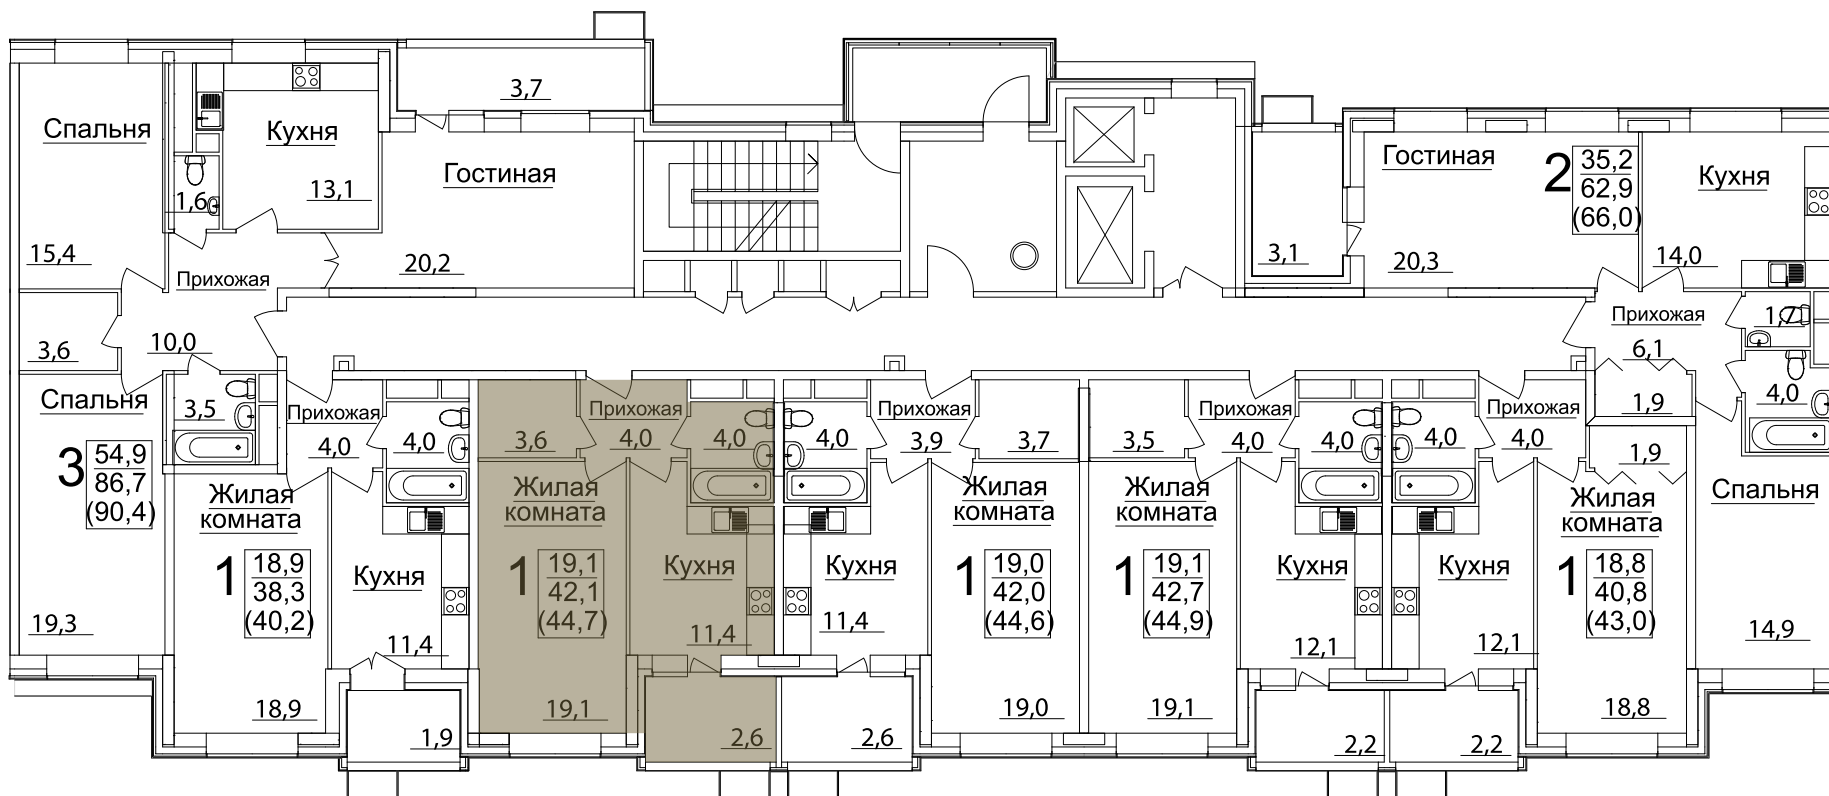 3,7
Спальня
Кухня
Гостиная
1,6
13,1
15,4
20,2
Прихожая
3,6
10,0
Гостиная
2
35,2
62,9
(66,0)
Кухня
3,1
20,3
14,0
Прихожая
1,7
6,1
1,9
4,0
Спальня
3
54,9
86,7
(90,4)
19,3
3,5
Прихожая
4,0
4,0
Жилая
комната
1
18,9
38,3
(40,2)
Кухня
11,4
18,9
1,9
3,6
Прихожая
4,0
4,0
Жилая
комната
1
19,1
42,1
(44,7)
Кухня
11,4
19,1
2,6
4,0
Прихожая
3,9
3,7
Кухня
11,4
Жилая
комната
1
19,0
42,0
(44,6)
19,0
2,6
3,5
Прихожая
4,0
4,0
Жилая
комната
1
19,1
42,7
(44,9)
Кухня
12,1
19,1
2,2
4,0
Прихожая
4,0
1,9
Кухня
12,1
Жилая
комната
1
18,8
40,8
(43,0)
18,8
2,2
Спальня
14,9